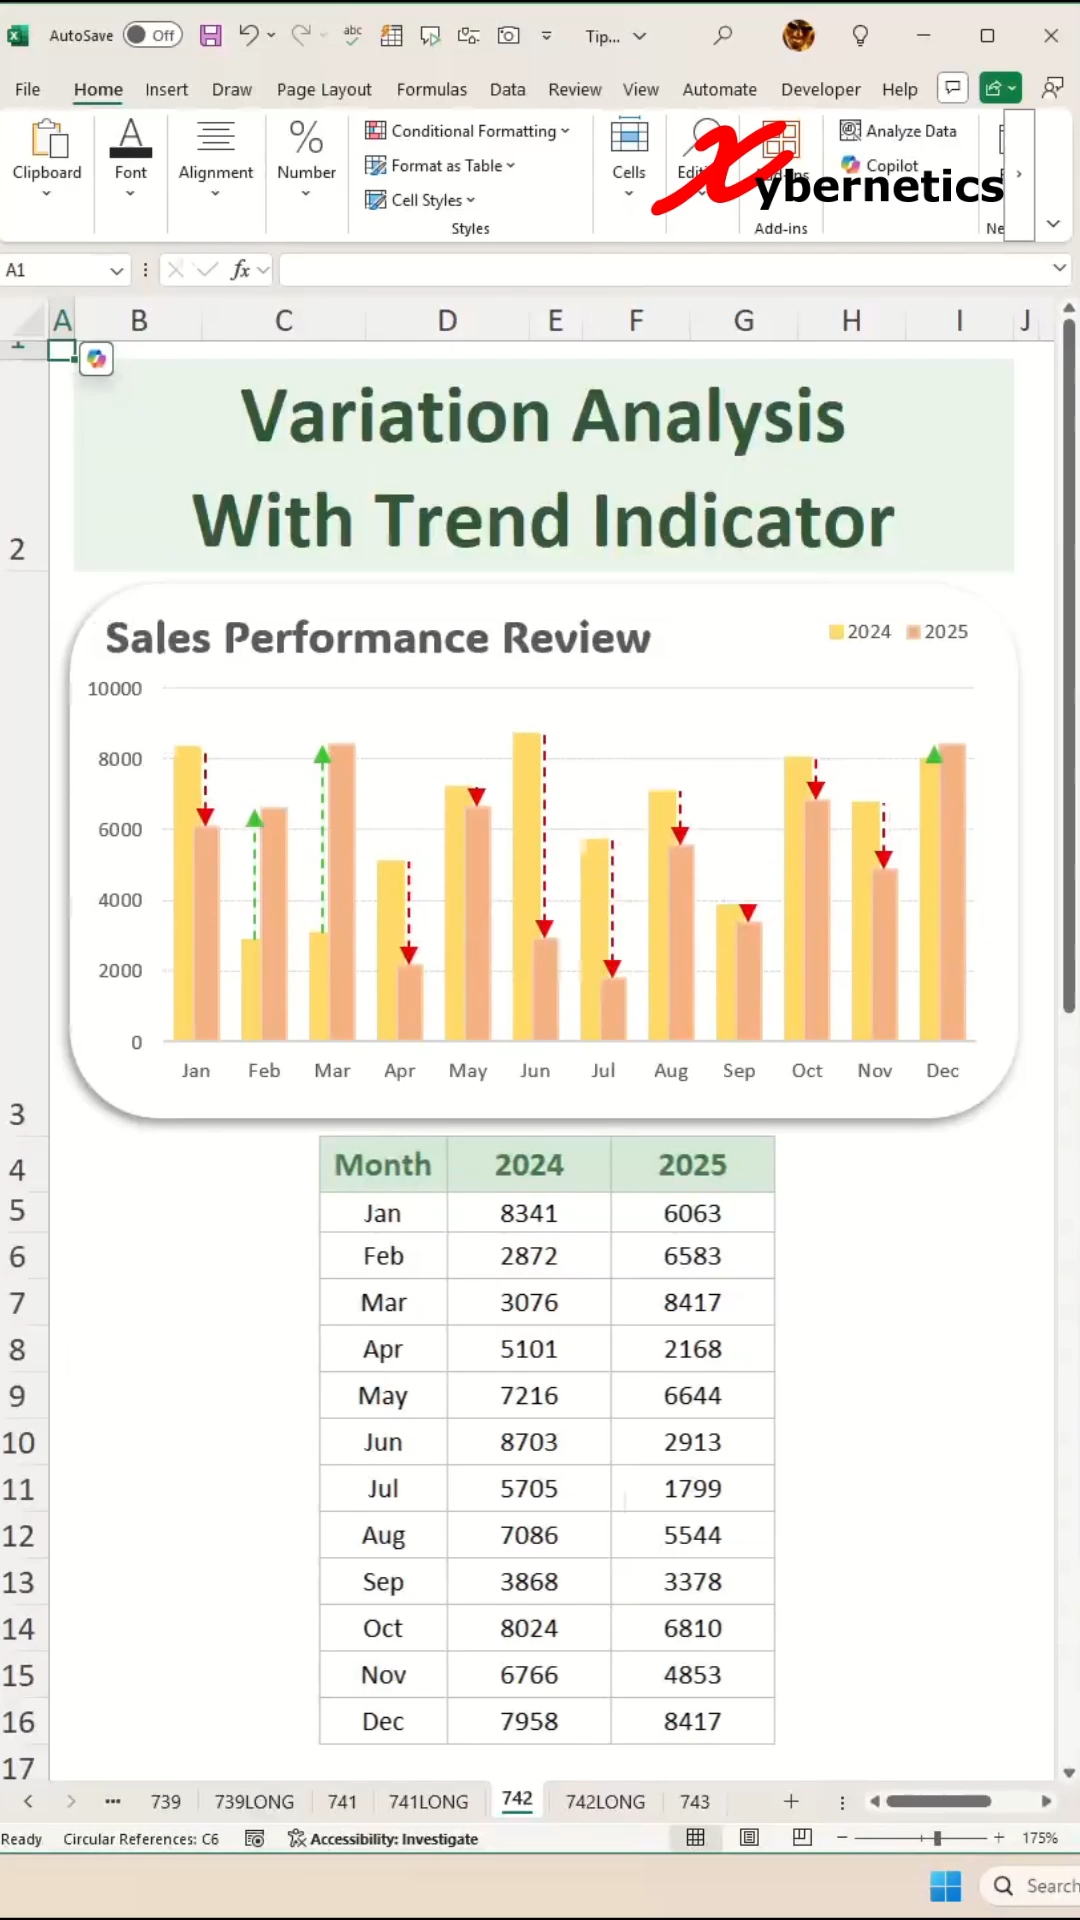 AutoSave Off Tip...
File Home Insert Draw Page Layout Formulas Data Review View Automate Developer Help
Clipboard Font Alignment Number Conditional Formatting Format as Table Cell Styles Styles Cells Add-ins Analyze Data Copilot
Xybernetics
A1 fx
A B C D E F G H I J
1
Variation Analysis
With Trend Indicator
2
Sales Performance Review 2024 2025
10000
8000
6000
4000
2000
0
Jan Feb Mar Apr May Jun Jul Aug Sep Oct Nov Dec
3
4 Month 2024 2025
5 Jan 8341 6063
6 Feb 2872 6583
7 Mar 3076 8417
8 Apr 5101 2168
9 May 7216 6644
10 Jun 8703 2913
11 Jul 5705 1799
12 Aug 7086 5544
13 Sep 3868 3378
14 Oct 8024 6810
15 Nov 6766 4853
16 Dec 7958 8417
17
739 739LONG 741 741LONG 742 742LONG 743
Ready Circular References: C6 Accessibility: Investigate 175%
Search